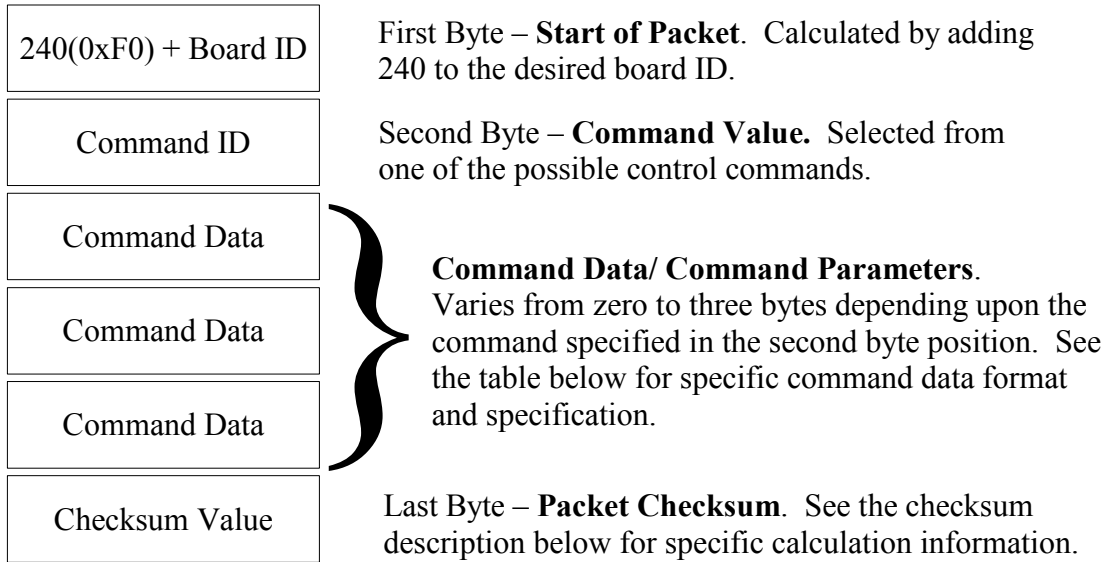 240(0xF0) + Board ID
First Byte – Start of Packet. Calculated by adding
240 to the desired board ID.
Command ID
Second Byte – Command Value. Selected from
one of the possible control commands.
Command Data
Command Data
Command Data
Command Data/ Command Parameters.
Varies from zero to three bytes depending upon the
command specified in the second byte position. See
the table below for specific command data format
and specification.
Checksum Value
Last Byte – Packet Checksum. See the checksum
description below for specific calculation information.